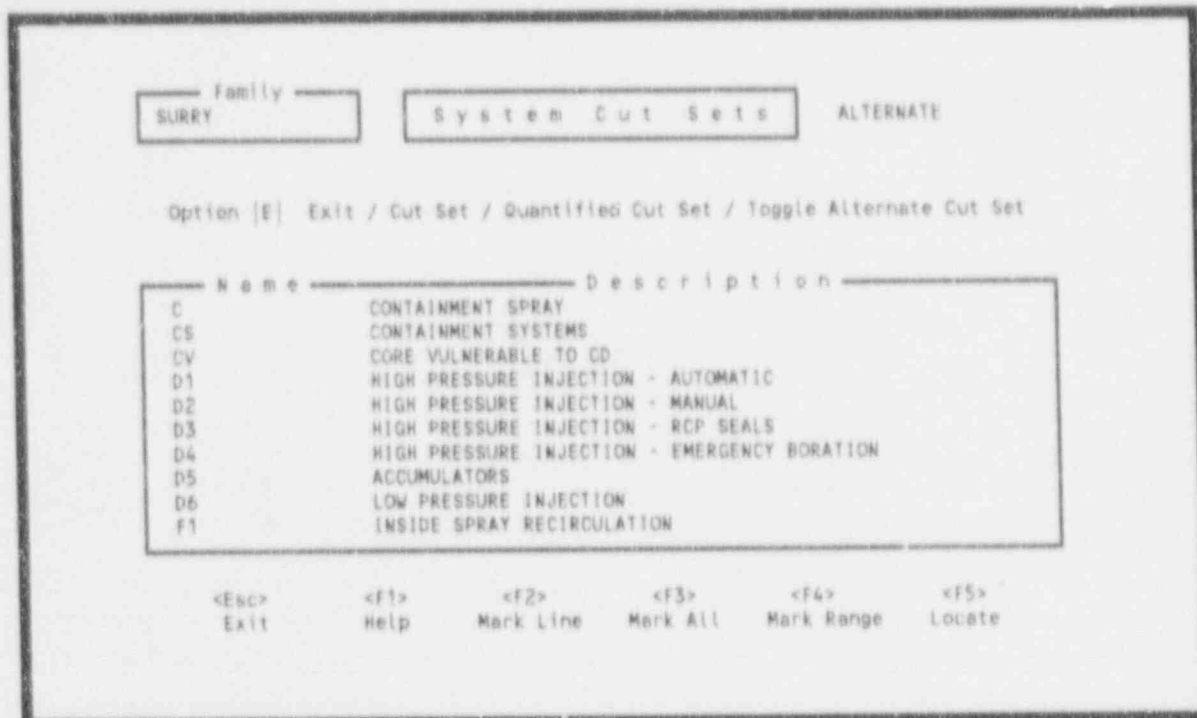 Family
SURRY
System Cut Sets
ALTERNATE
Option |E| Exit / Cut Set / Quantified Cut Set / Toggle Alternate Cut Set
Name Description
C CONTAINMENT SPRAY
CS CONTAINMENT SYSTEMS
CV CORE VULNERABLE TO CD
D1 HIGH PRESSURE INJECTION - AUTOMATIC
D2 HIGH PRESSURE INJECTION - MANUAL
D3 HIGH PRESSURE INJECTION - RCP SEALS
D4 HIGH PRESSURE INJECTION - EMERGENCY BORATION
D5 ACCUMULATORS
D6 LOW PRESSURE INJECTION
F1 INSIDE SPRAY RECIRCULATION
<Esc> <F1> <F2> <F3> <F4> <F5>
Exit Help Mark Line Mark All Mark Range Locate